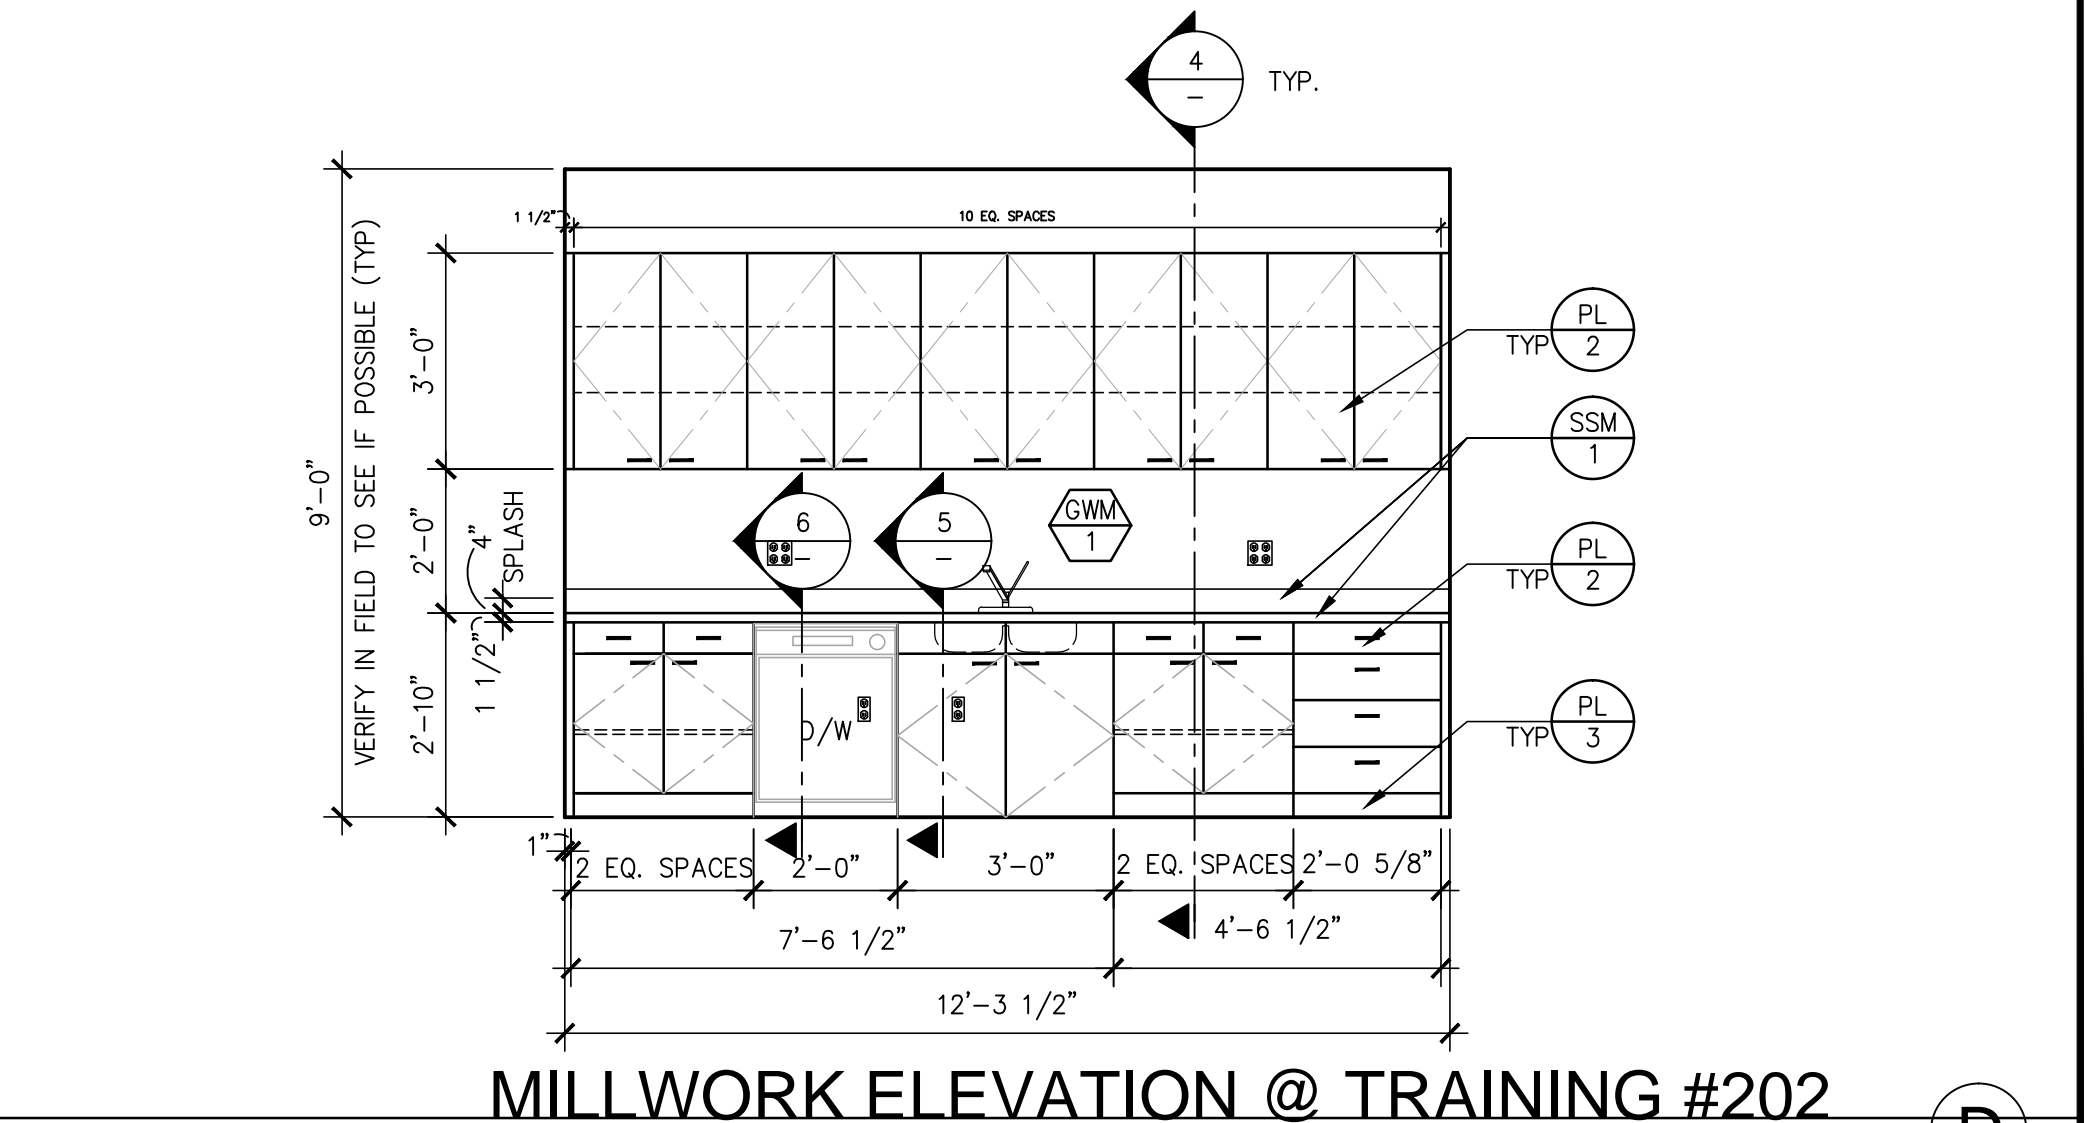 4
–
TYP.
1 1/2"
10 EQ. SPACES
9'–0"
VERIFY IN FIELD TO SEE IF POSSIBLE (TYP)
3'–0"
2'–0"
2'–10"
4"
SPLASH
1 1/2"
PL
2
TYP
SSM
1
6
–
5
–
GWM
1
PL
2
TYP
D/W
PL
3
TYP
1"
2 EQ. SPACES
2'–0"
3'–0"
2 EQ. SPACES
2'–0 5/8"
7'–6 1/2"
4'–6 1/2"
12'–3 1/2"
MILLWORK ELEVATION @ TRAINING #202